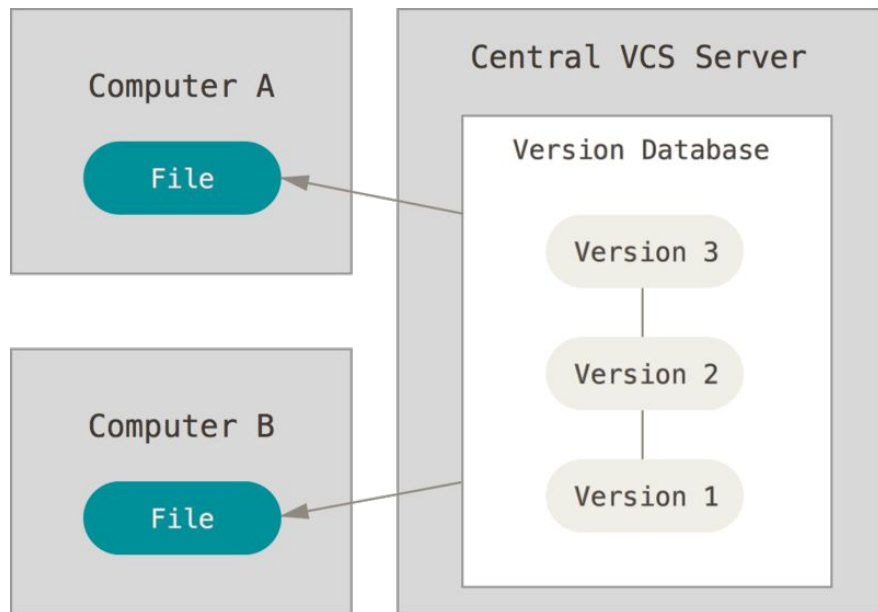 Computer A
File
Computer B
File
Central VCS Server
Version Database
Version 3
Version 2
Version 1